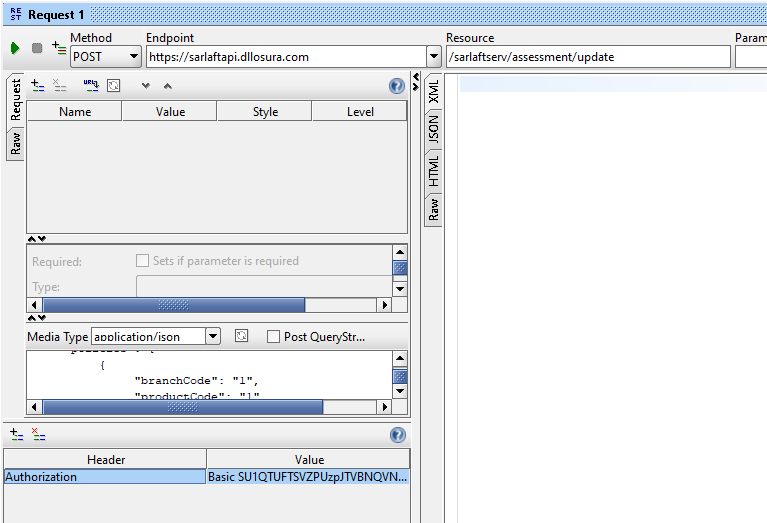 REST Request 1
Method Endpoint Resource Param
POST https://sarlaftapi.dllosura.com /sarlaftserv/assessment/update
Request
Raw
Name Value Style Level
Required: Sets if parameter is required
Type:
Media Type application/json Post QueryStr...
{
"branchCode": "1",
"productCode": "1"
Header Value
Authorization Basic SU1QTUFTSVZPUzpJTVBNQVN...
XML
JSON
HTML
Raw